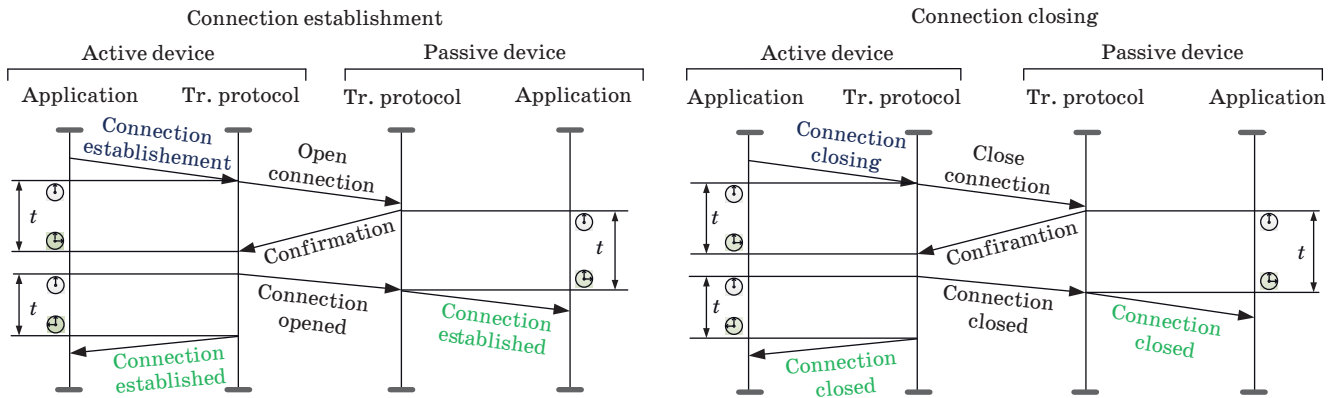 Connection establishment
Active device
Passive device
Application
Tr. protocol
Tr. protocol
Application
Connection
establishement
Open
connection
t
Confirmation
t
t
Connection
opened
Connection
established
Connection
established
Connection closing
Active device
Passive device
Application
Tr. protocol
Tr. protocol
Application
Connection
closing
Close
connection
t
Confiramtion
t
t
Connection
closed
Connection
closed
Connection
closed